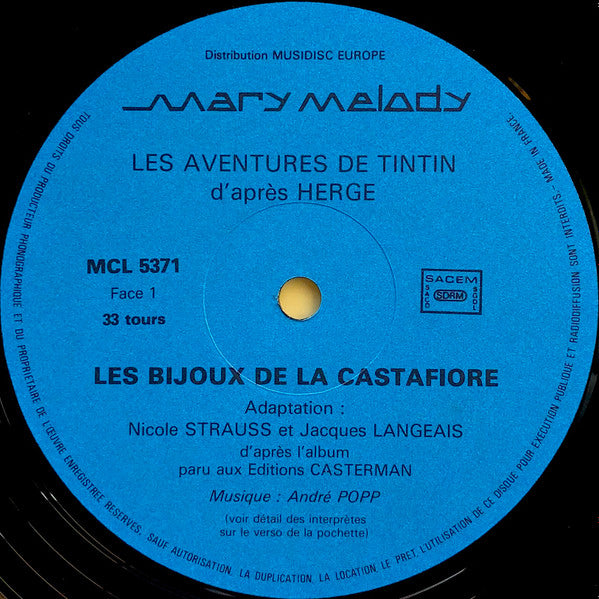 Distribution MUSIDISC EUROPE
mary melody
LES AVENTURES DE TINTIN
d'après HERGE
MCL 5371
Face 1
33 tours
SACEM
SACD
SDRM
SGDL
LES BIJOUX DE LA CASTAFIORE
Adaptation :
Nicole STRAUSS et Jacques LANGEAIS
d'après l'album
paru aux Editions CASTERMAN
Musique : André POPP
(voir détail des interprètes
sur le verso de la pochette)
TOUS DROITS DU PRODUCTEUR PHONOGRAPHIQUE ET DU PROPRIETAIRE DE L'ŒUVRE ENREGISTREE RESERVES. SAUF AUTORISATION, LA DUPLICATION, LA LOCATION, LE PRET, L'UTILISATION DE CE DISQUE POUR EXECUTION PUBLIQUE ET RADIODIFFUSION SONT INTERDITS. - MADE IN FRANCE